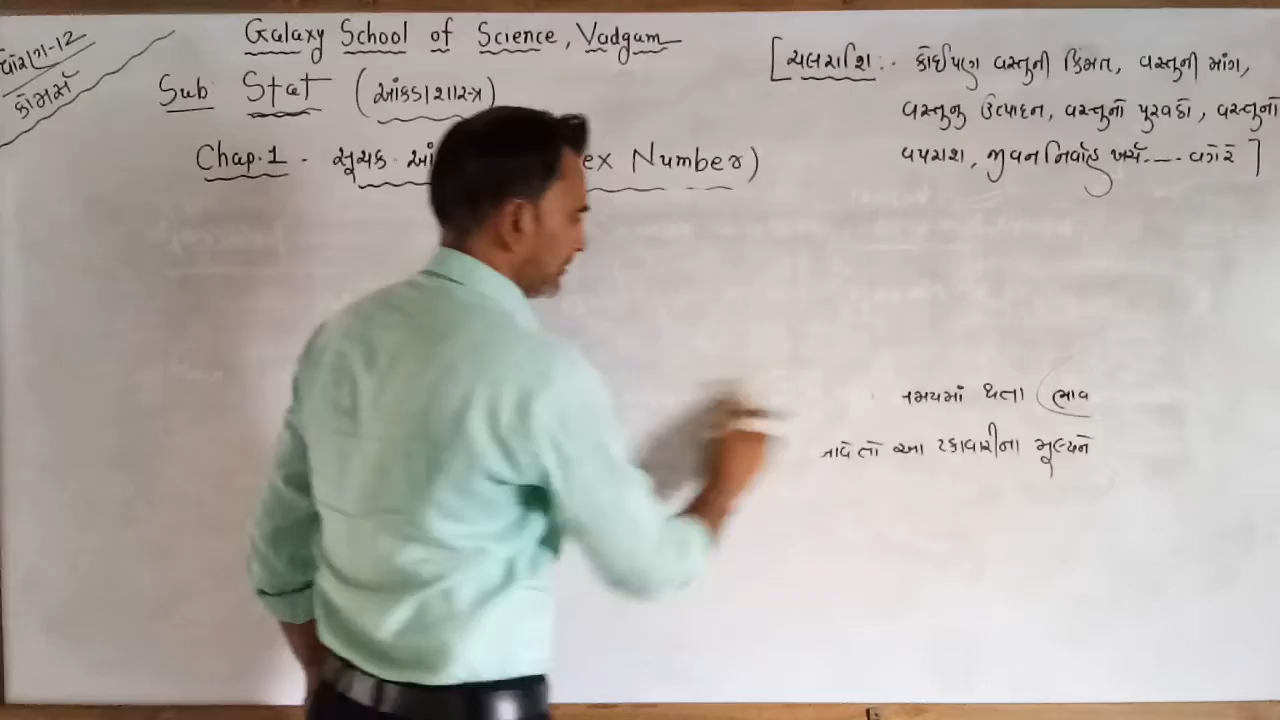 ધોરણ-12
કોમર્સ
Galaxy School of Science, Vadgam
Sub: Stat (આંકડાશાસ્ત્ર)
Chap.1 - સૂચક આં ex Number)
[ચલરાશિ :- કોઈપણ વસ્તુની કિંમત, વસ્તુની માંગ,
વસ્તુનુ ઉત્પાદન, વસ્તુનો પુરવઠો, વસ્તુનો
વપરાશ, જીવનનિર્વાહ ખર્ચ---- વગેરે]
સમયમાં થતા ભાવ
તો આ ટકાવારીના મૂલ્યને